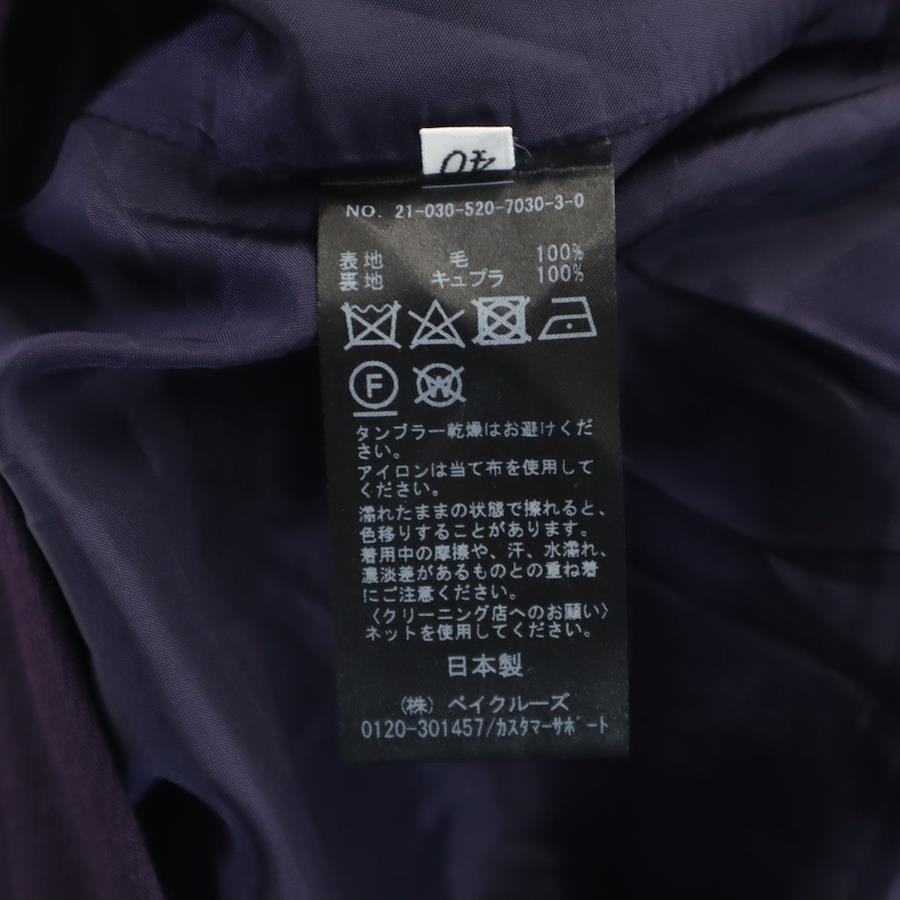 40
NO. 21-030-520-7030-3-0
表地 毛 100%
裏地 キュプラ 100%
F W
タンブラー乾燥はお避けくだ
さい。
アイロンは当て布を使用して
ください。
濡れたままの状態で擦れると、
色移りすることがあります。
着用中の摩擦や、汗、水濡れ、
濃淡差があるものとの重ね着
にご注意ください。
〈クリーニング店へのお願い〉
ネットを使用してください。
日本製
(株) ベイクルーズ
0120-301457/カスタマーサポート